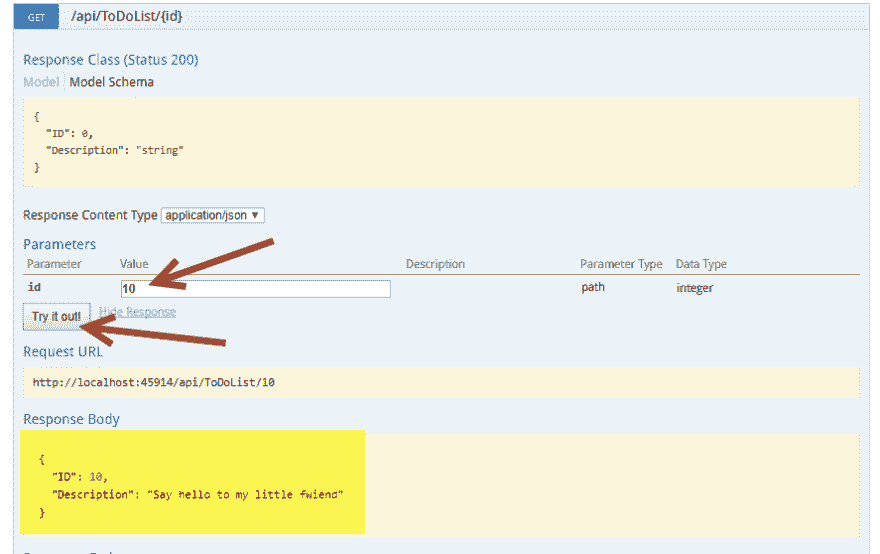 GET /api/ToDoList/{id}
Response Class (Status 200)
Model Model Schema
{
"ID": 0,
"Description": "string"
}
Response Content Type application/json ▼
Parameters
Parameter Value Description Parameter Type Data Type
id 10 path integer
Try it out! Hide Response
Request URL
http://localhost:45914/api/ToDoList/10
Response Body
{
"ID": 10,
"Description": "Say hello to my little fwiend"
}